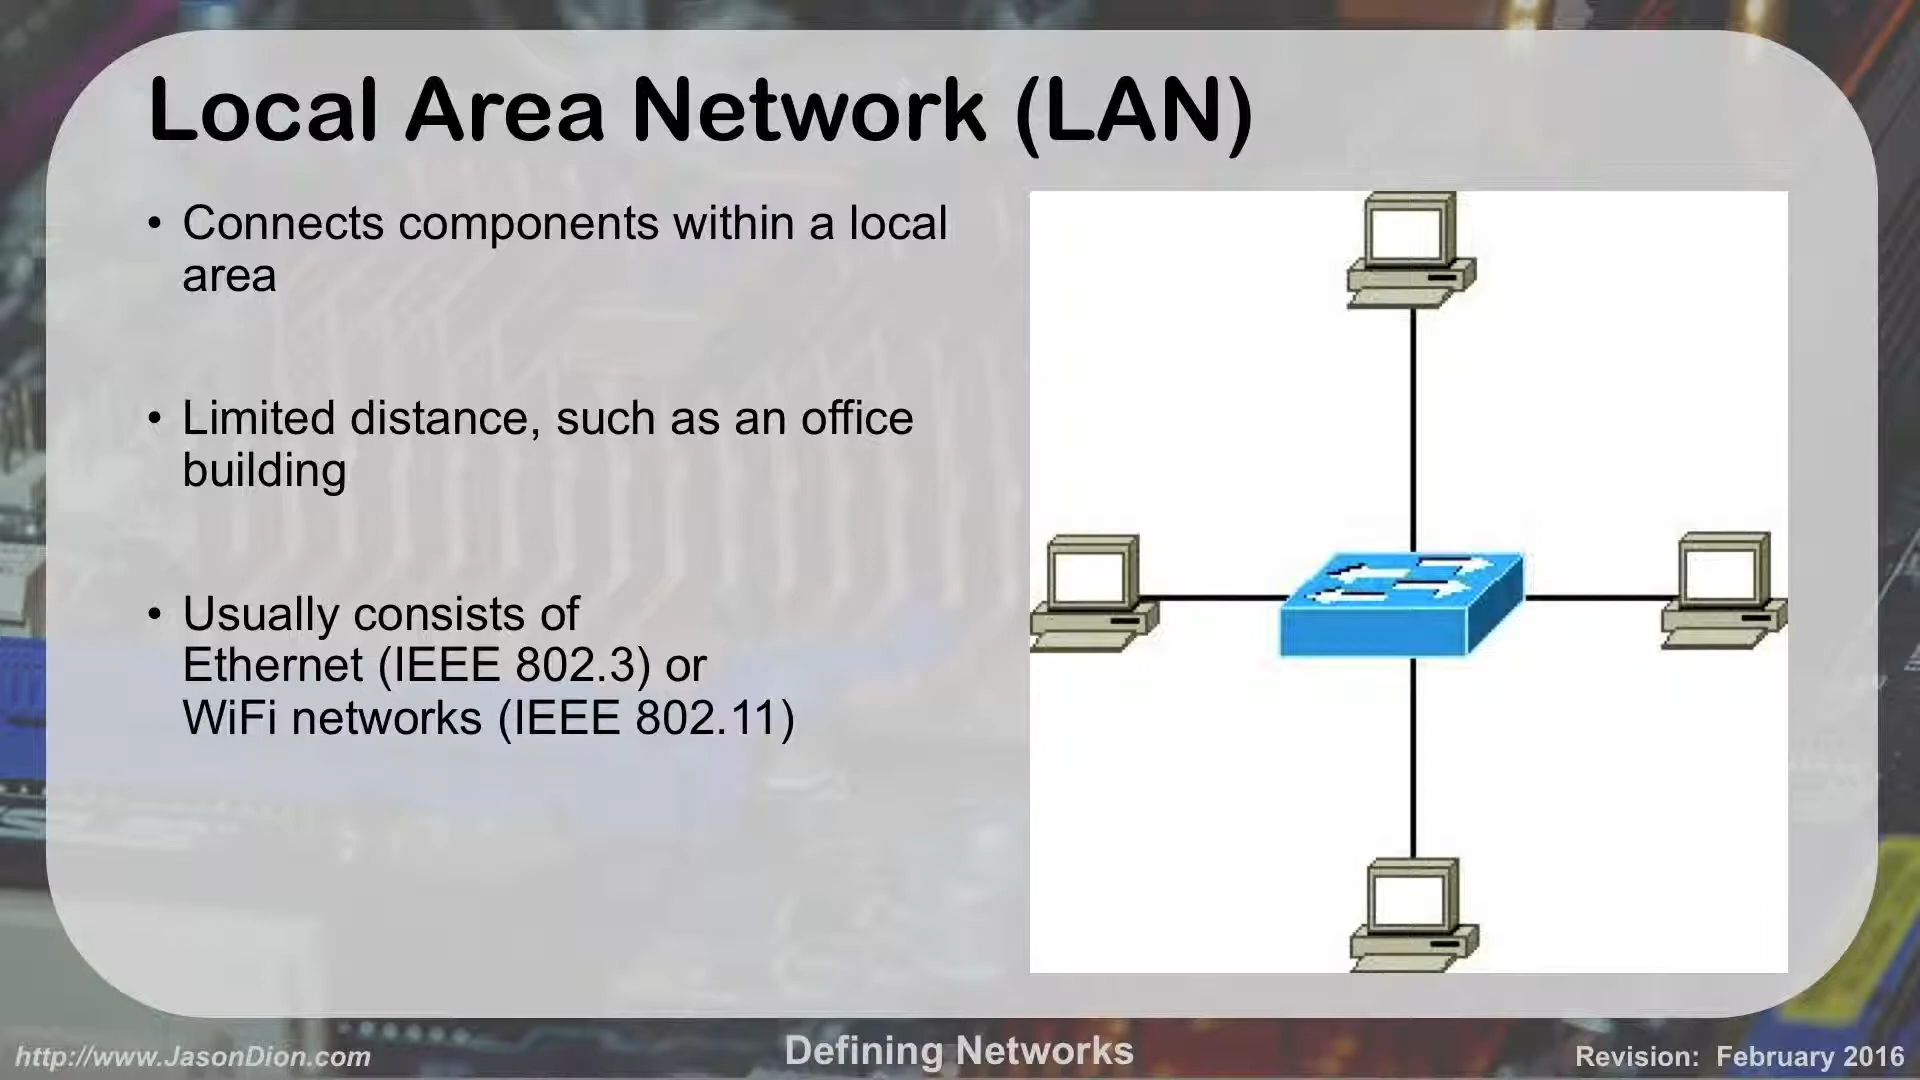 Local Area Network (LAN)
• Connects components within a local
area
• Limited distance, such as an office
building
• Usually consists of
Ethernet (IEEE 802.3) or
WiFi networks (IEEE 802.11)
http://www.JasonDion.com
Defining Networks
Revision: February 2016